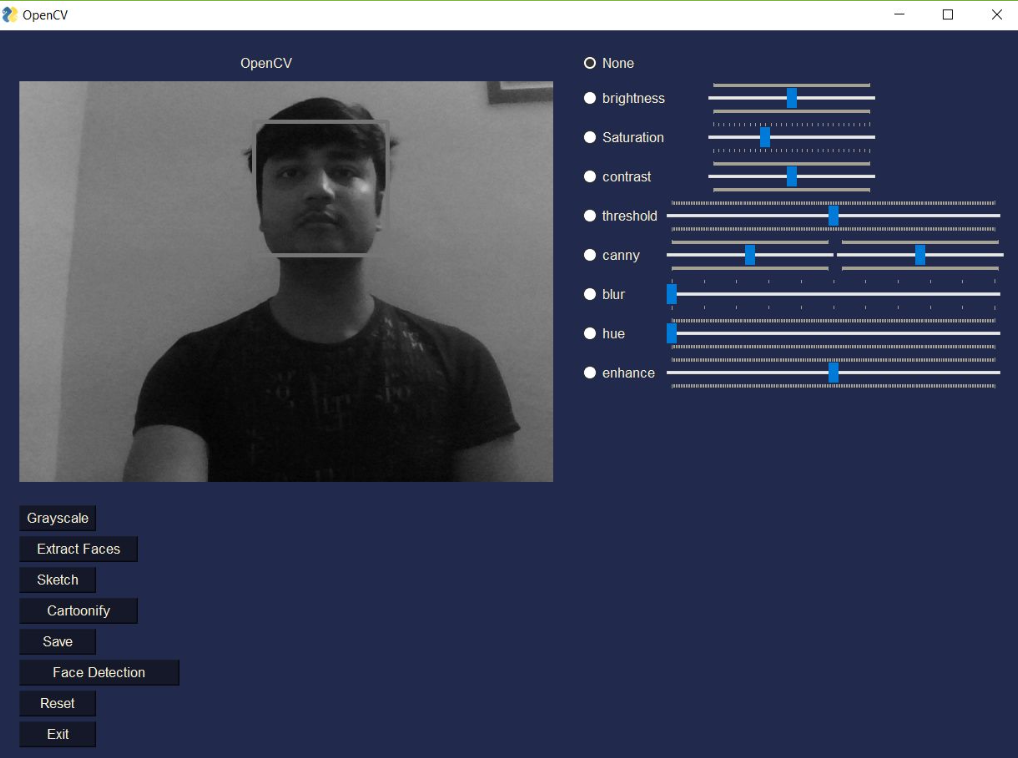 OpenCV
OpenCV
None
brightness
Saturation
contrast
threshold
canny
blur
hue
enhance
Grayscale
Extract Faces
Sketch
Cartoonify
Save
Face Detection
Reset
Exit